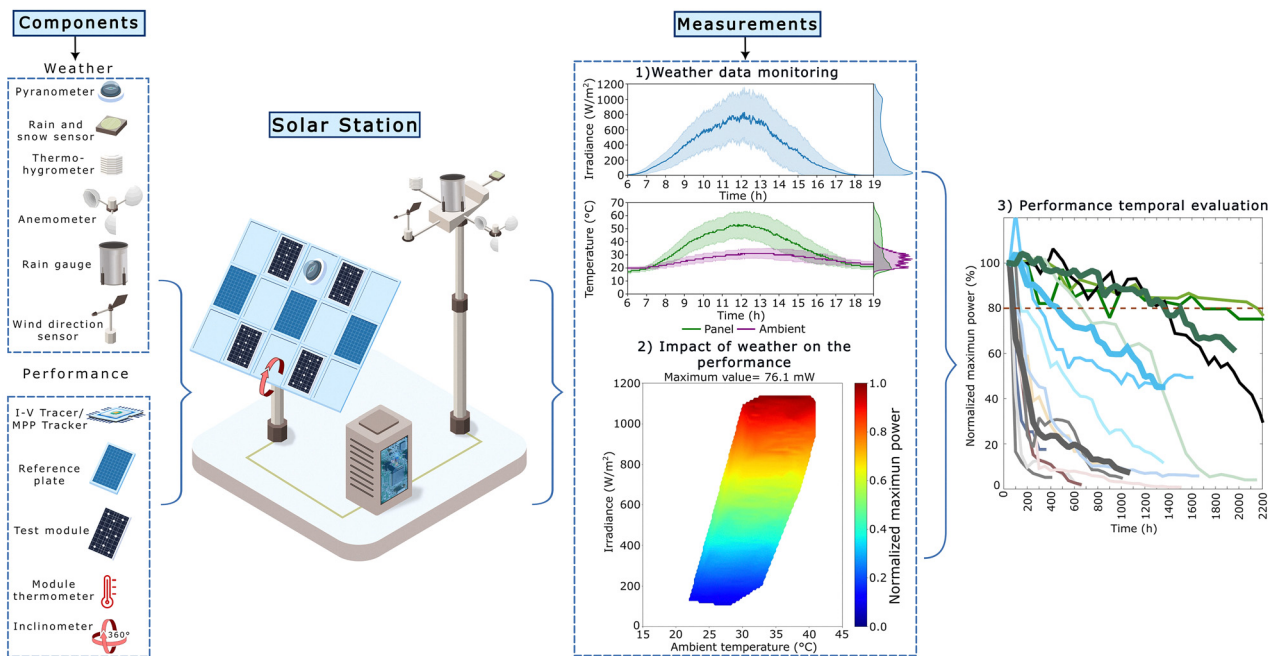 Components
Weather
Pyranometer
Rain and
snow sensor
Thermo-
hygrometer
Anemometer
Rain gauge
Wind direction
sensor
Performance
I-V Tracer/
MPP Tracker
Reference
plate
Test module
Module
thermometer
Inclinometer
360°
Solar Station
Measurements
1)Weather data monitoring
Irradiance (W/m²)
1200
1000
800
600
400
200
0
6 7 8 9 10 11 12 13 14 15 16 17 18 19
Time (h)
Temperature (°C)
70
60
50
40
30
20
10
0
6 7 8 9 10 11 12 13 14 15 16 17 18 19
Time (h)
Panel Ambient
2) Impact of weather on the
performance
Maximum value= 76.1 mW
Irradiance (W/m²)
1200
1000
800
600
400
200
0
15 20 25 30 35 40 45
Ambient temperature (°C)
1.0
0.8
0.6
0.4
0.2
0.0
Normalized maximun power
3) Performance temporal evaluation
Normalized maximun power (%)
100
80
60
40
20
0
200 400 600 800 1000 1200 1400 1600 1800 2000 2200
Time (h)